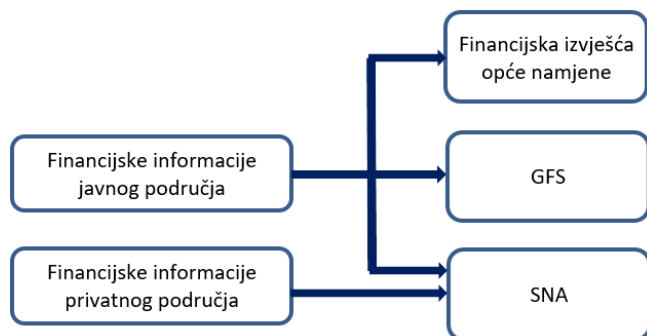 Financijska izvješća
opće namjene
Financijske informacije
javnog područja
GFS
Financijske informacije
privatnog područja
SNA